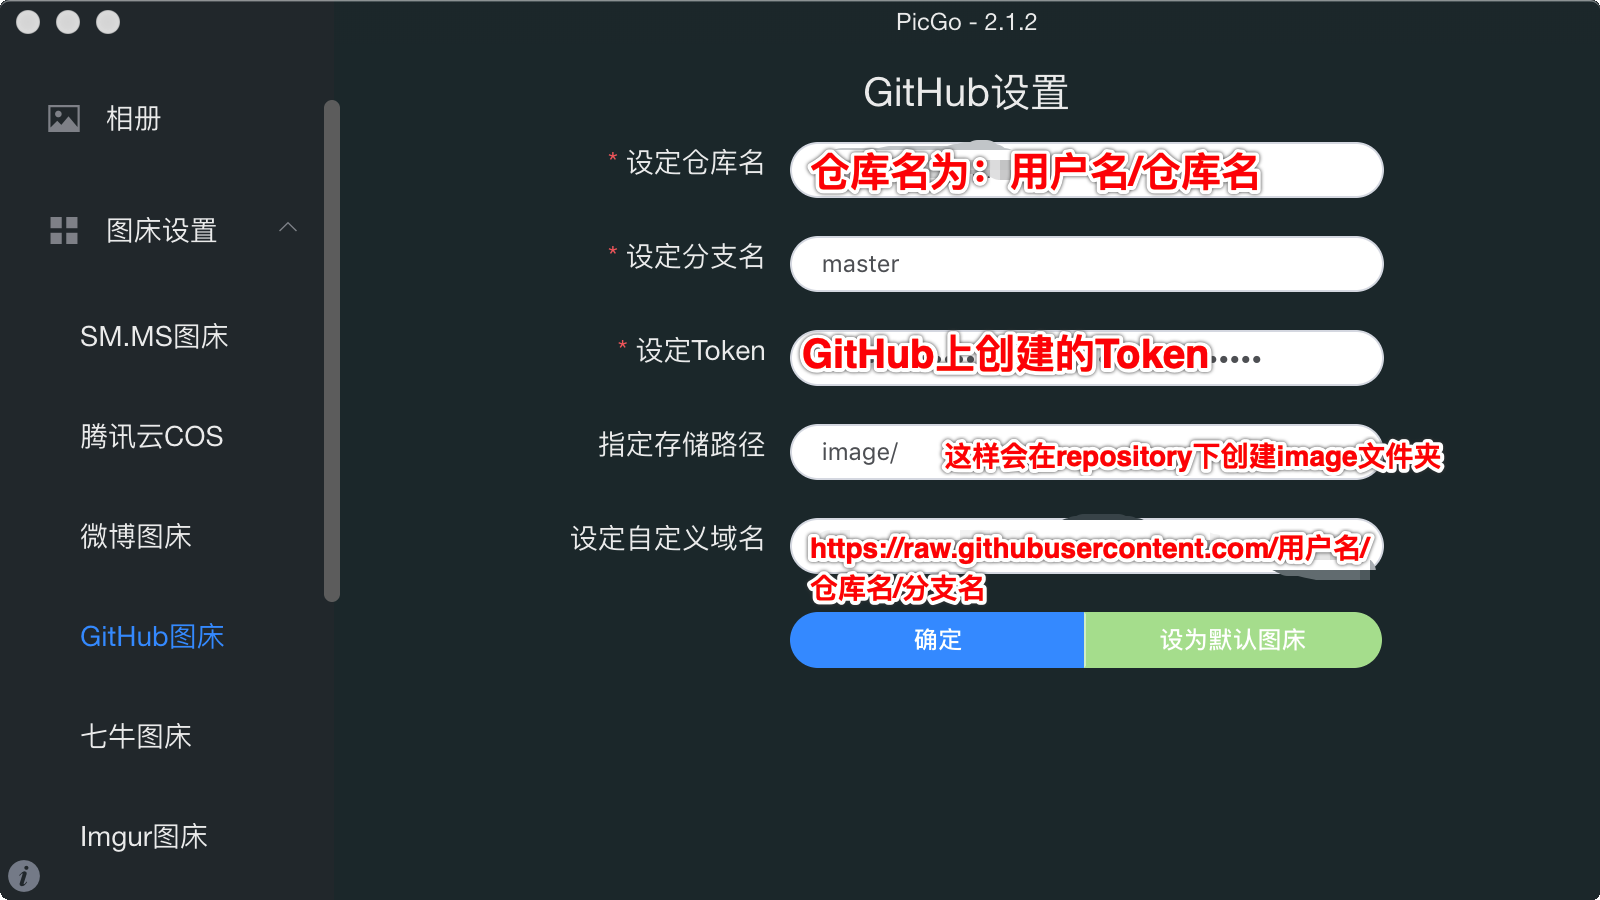 PicGo - 2.1.2
相册
图床设置
SM.MS图床
腾讯云COS
微博图床
GitHub图床
七牛图床
Imgur图床
GitHub设置
* 设定仓库名
仓库名为：用户名/仓库名
* 设定分支名
master
* 设定Token
GitHub上创建的Token
指定存储路径
image/
这样会在repository下创建image文件夹
设定自定义域名
https://raw.githubusercontent.com/用户名/
仓库名/分支名
确定
设为默认图床